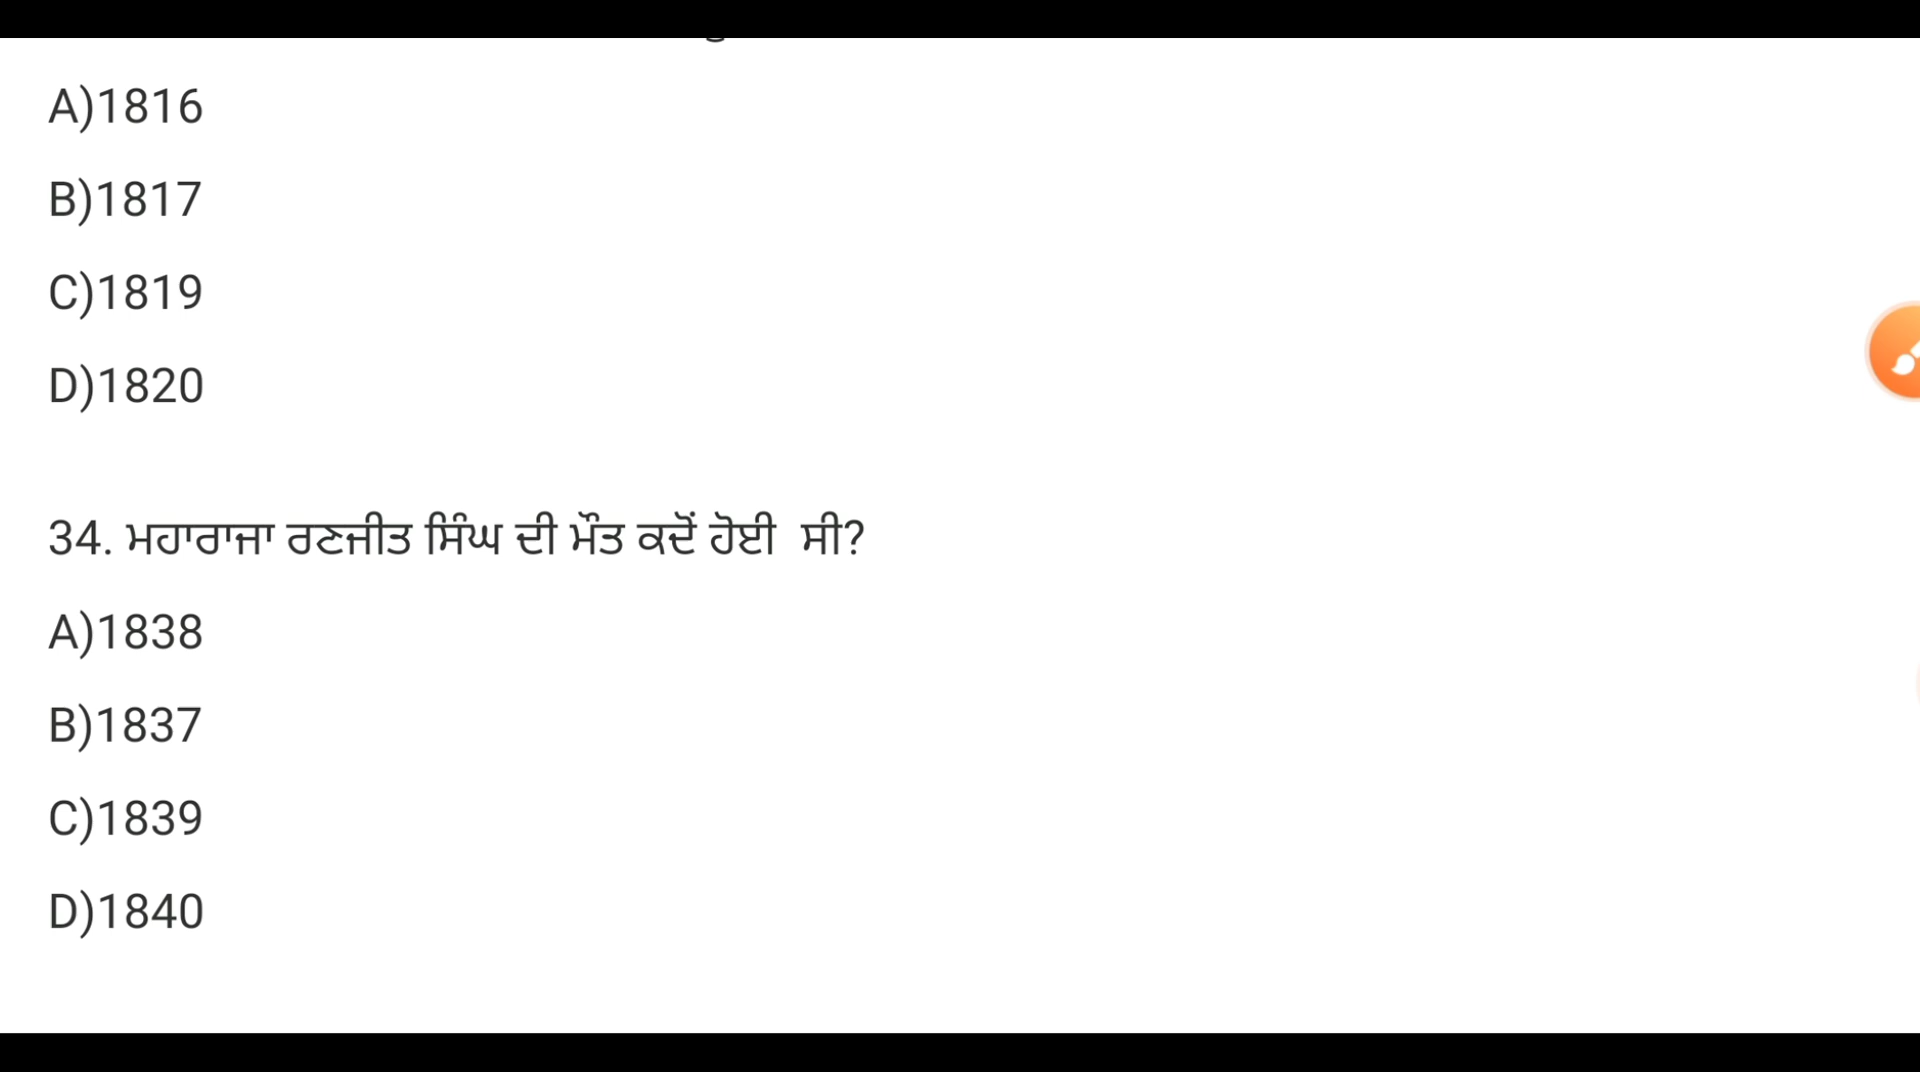 A)1816
B)1817
C)1819
D)1820
34. ਮਹਾਰਾਜਾ ਰਣਜੀਤ ਸਿੰਘ ਦੀ ਮੌਤ ਕਦੋਂ ਹੋਈ  ਸੀ?
A)1838
B)1837
C)1839
D)1840